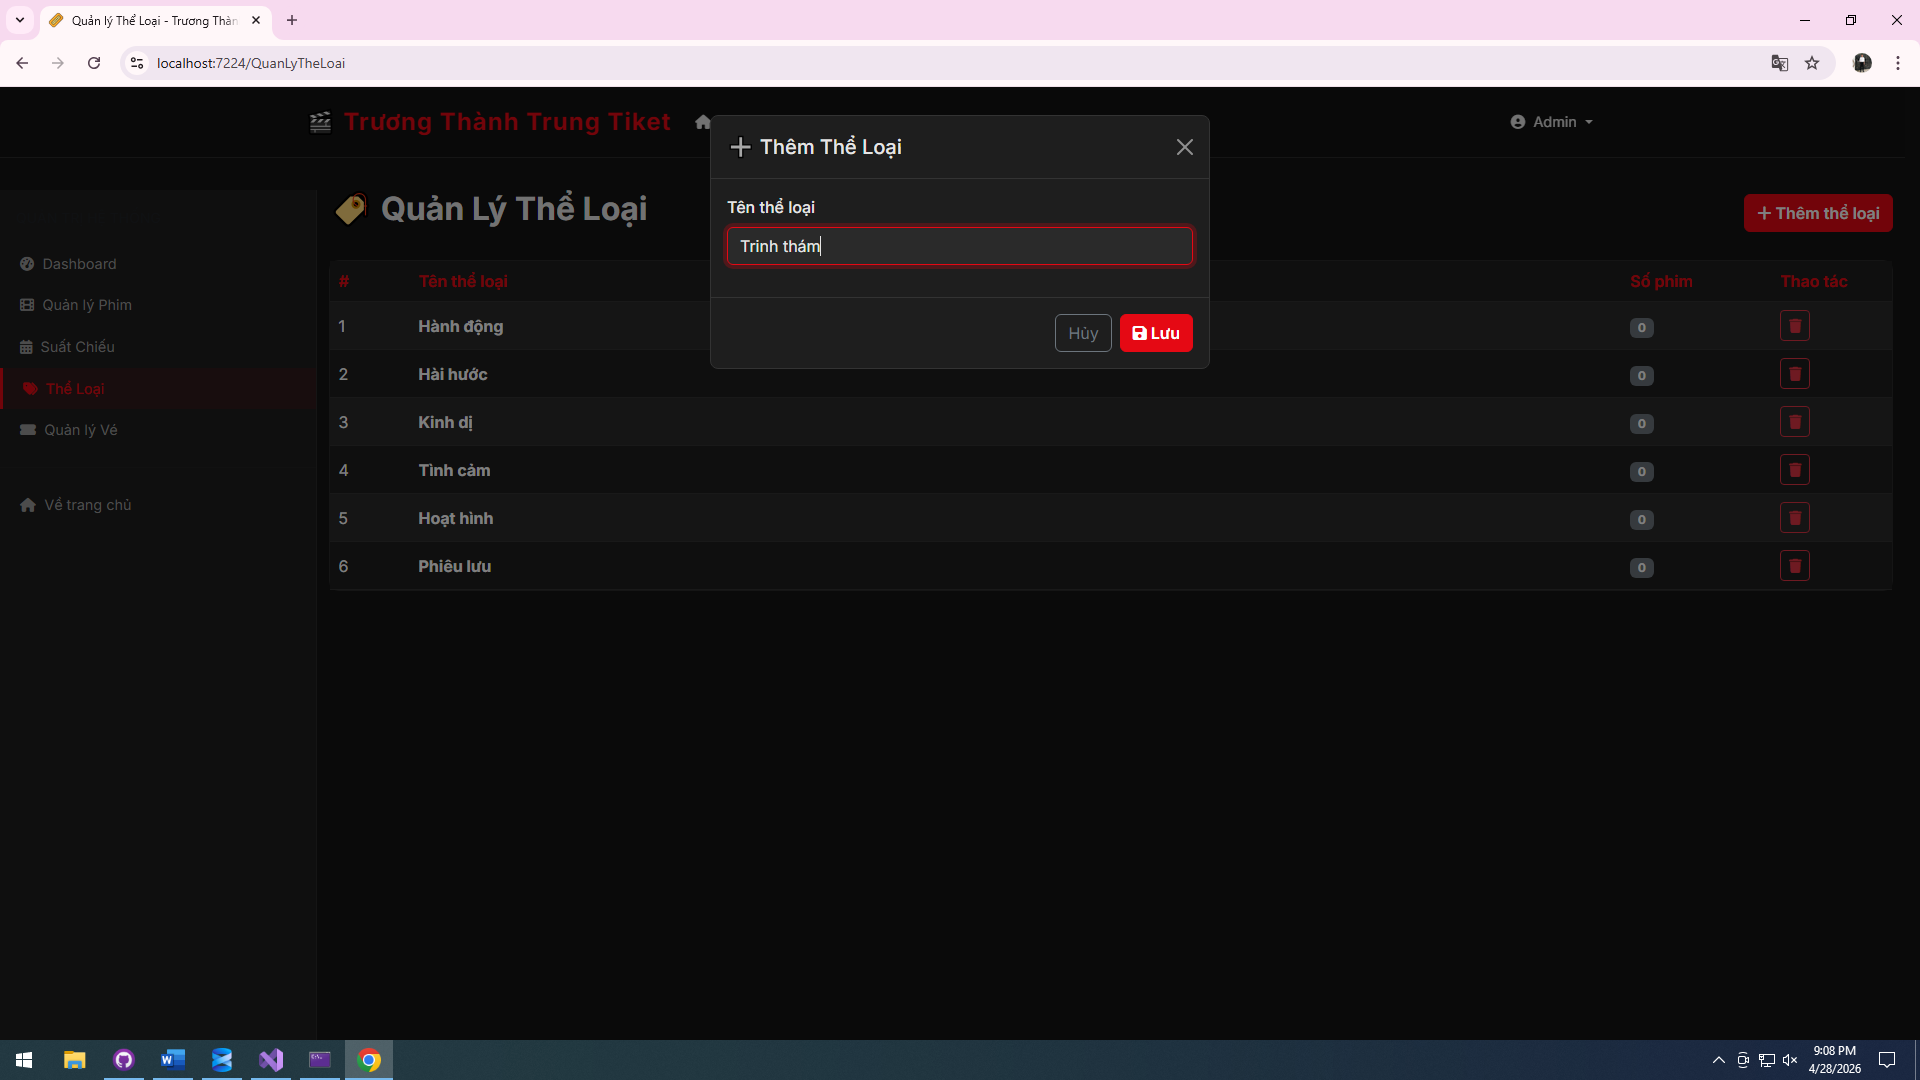 Quản lý Thể Loại - Trương Thàn
localhost:7224/QuanLyTheLoai
Trương Thành Trung Tiket
Admin
Thêm Thể Loại
Tên thể loại
Trinh thám
Hủy
Lưu
Dashboard
Quản lý Phim
Suất Chiếu
Thể Loại
Quản lý Vé
Về trang chủ
Quản Lý Thể Loại
Thêm thể loại
# Tên thể loại Số phim Thao tác
1 Hành động 0
2 Hài hước 0
3 Kinh dị 0
4 Tình cảm 0
5 Hoạt hình 0
6 Phiêu lưu 0
9:08 PM
4/28/2026